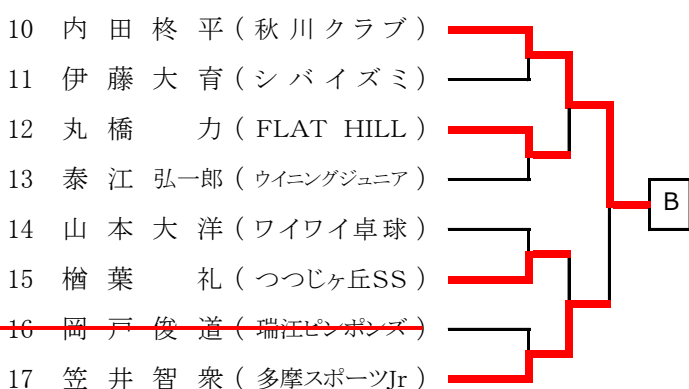 10 内田柊平(秋川クラブ)
11 伊藤大育(シバイズミ)
12 丸橋 力(FLAT HILL)
13 泰江弘一郎(ウイニングジュニア)
B
14 山本大洋(ワイワイ卓球)
15 楢葉 礼(つつじヶ丘SS)
16 岡戸俊道(瑞江ピンポンズ)
17 笠井智衆(多摩スポーツJr)